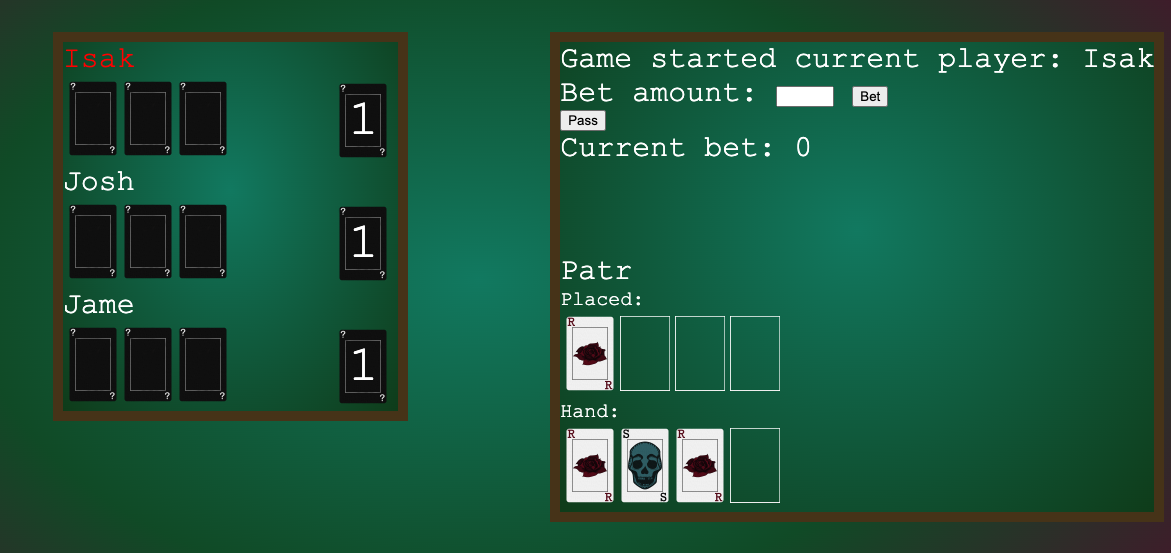 Isak
? ? ? ?
1
? ? ? ?
Josh
? ? ? ?
1
? ? ? ?
Jame
? ? ? ?
1
? ? ? ?
Game started current player: Isak
Bet amount: Bet
Pass
Current bet: 0
Patr
Placed:
R
R
Hand:
R S R
R S R